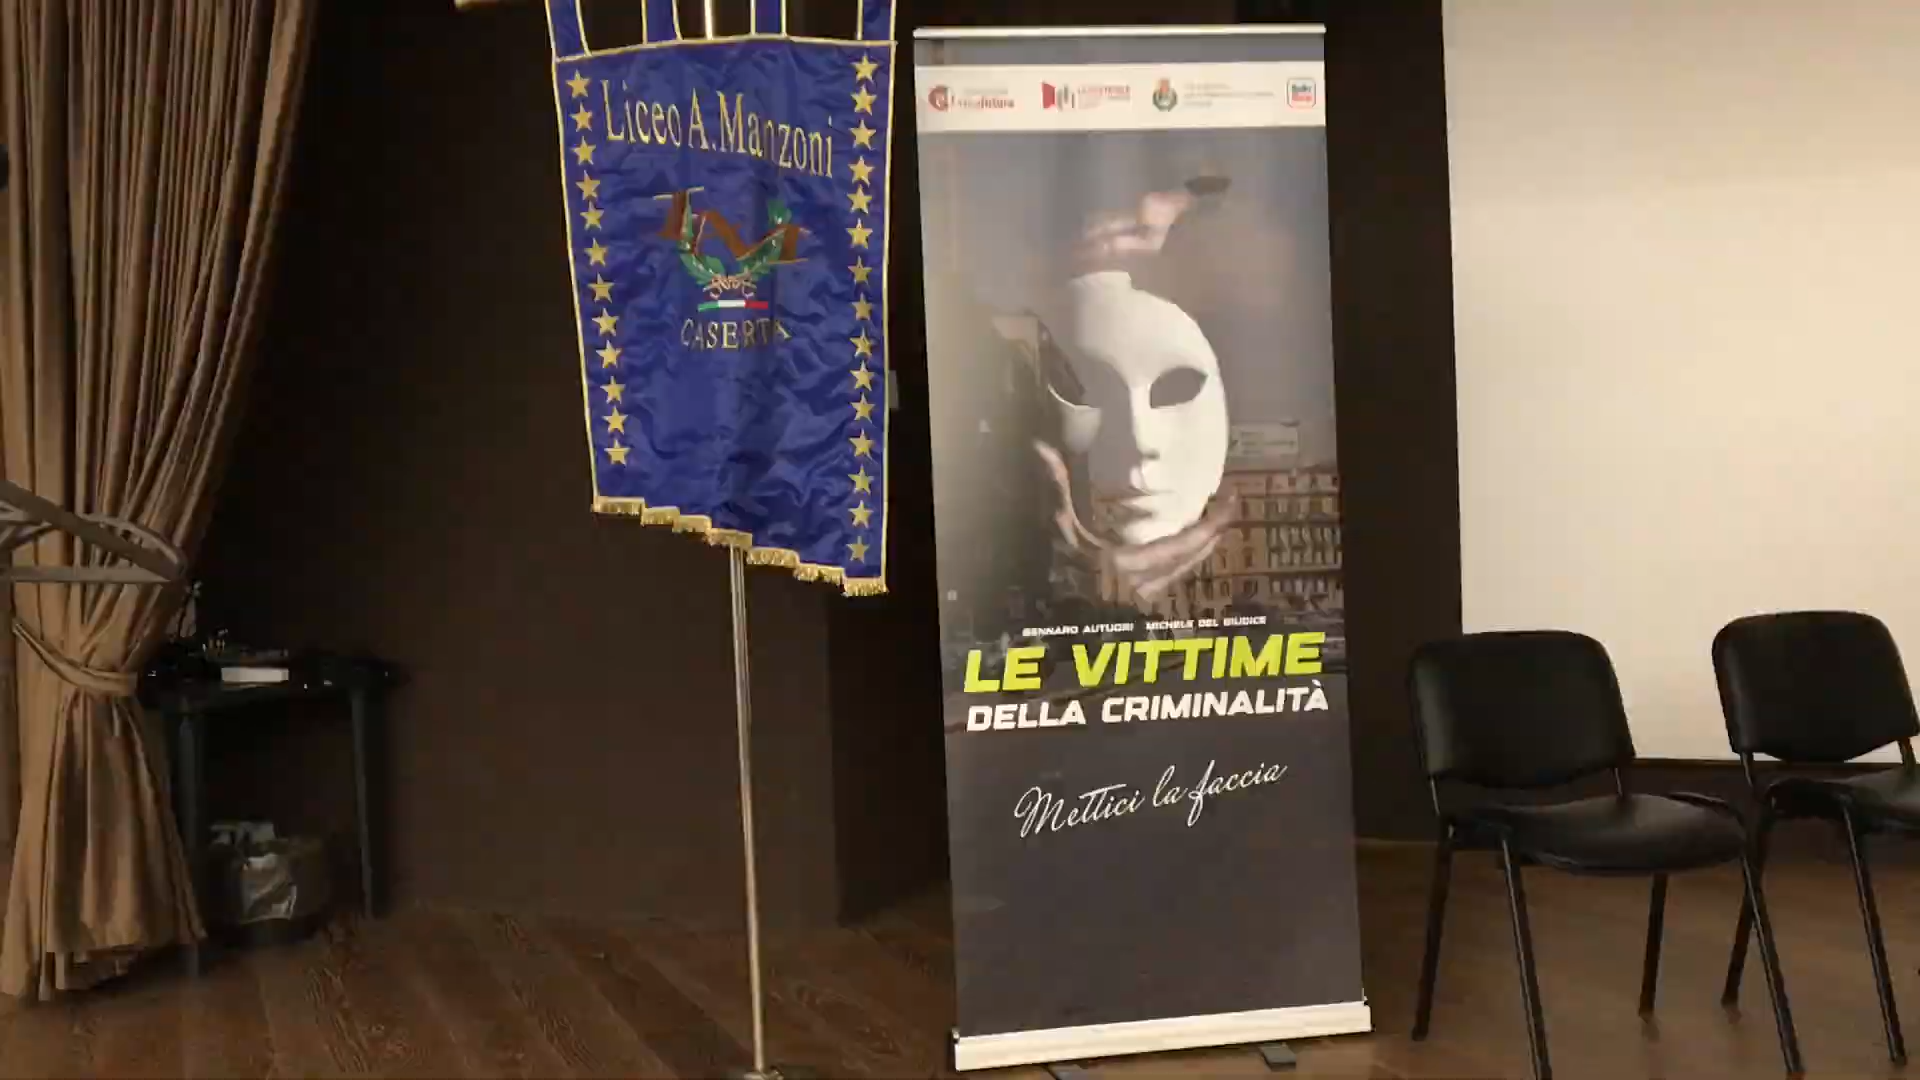 Liceo A. Manzoni
CASERTA
GENNARO AUTUORI MICHELE DEL GIUDICE
LE VITTIME
DELLA CRIMINALITÀ
Mettici la faccia